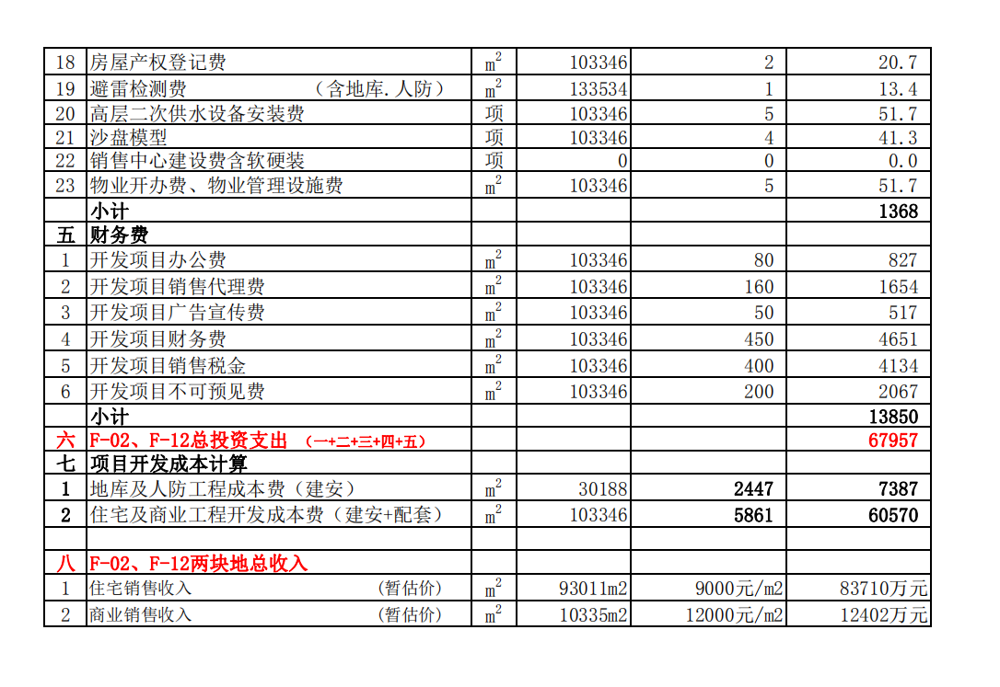 18 房屋产权登记费 m² 103346 2 20.7
19 避雷检测费 （含地库.人防） m² 133534 1 13.4
20 高层二次供水设备安装费 项 103346 5 51.7
21 沙盘模型 项 103346 4 41.3
22 销售中心建设费含软硬装 项 0 0 0.0
23 物业开办费、物业管理设施费 m² 103346 5 51.7
小计 1368
五 财务费
1 开发项目办公费 m² 103346 80 827
2 开发项目销售代理费 m² 103346 160 1654
3 开发项目广告宣传费 m² 103346 50 517
4 开发项目财务费 m² 103346 450 4651
5 开发项目销售税金 m² 103346 400 4134
6 开发项目不可预见费 m² 103346 200 2067
小计 13850
六 F-02、F-12总投资支出 （一+二+三+四+五） 67957
七 项目开发成本计算
1 地库及人防工程成本费（建安） m² 30188 2447 7387
2 住宅及商业工程开发成本费（建安+配套） m² 103346 5861 60570
八 F-02、F-12两块地总收入
1 住宅销售收入 (暂估价) m² 93011m2 9000元/m2 83710万元
2 商业销售收入 (暂估价) m² 10335m2 12000元/m2 12402万元